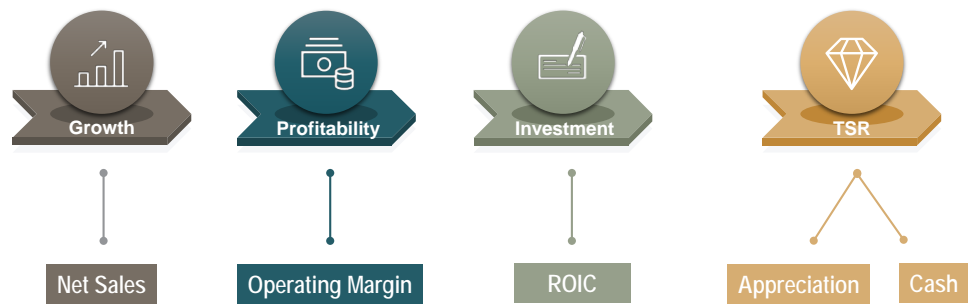 Growth
Profitability
Investment
TSR
Net Sales
Operating Margin
ROIC
Appreciation
Cash